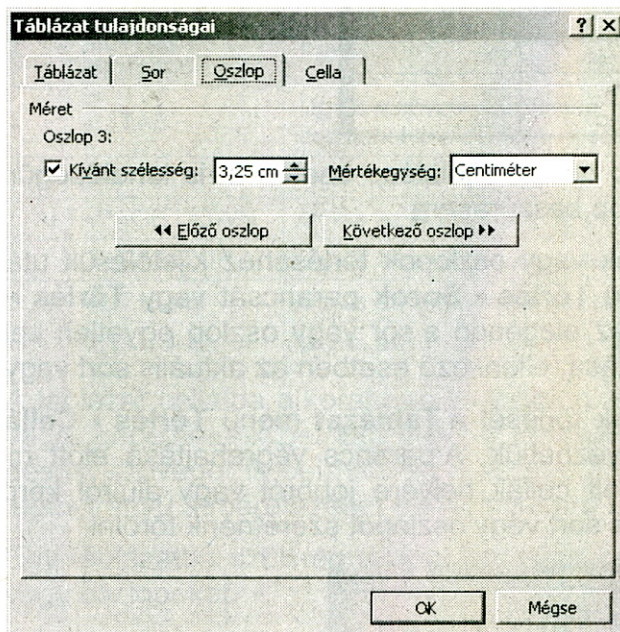 Táblázat tulajdonságai
Táblázat Sor Oszlop Cella
Méret
Oszlop 3:
Kívánt szélesség: 3,25 cm Mértékegység: Centiméter
Előző oszlop Következő oszlop
OK Mégse